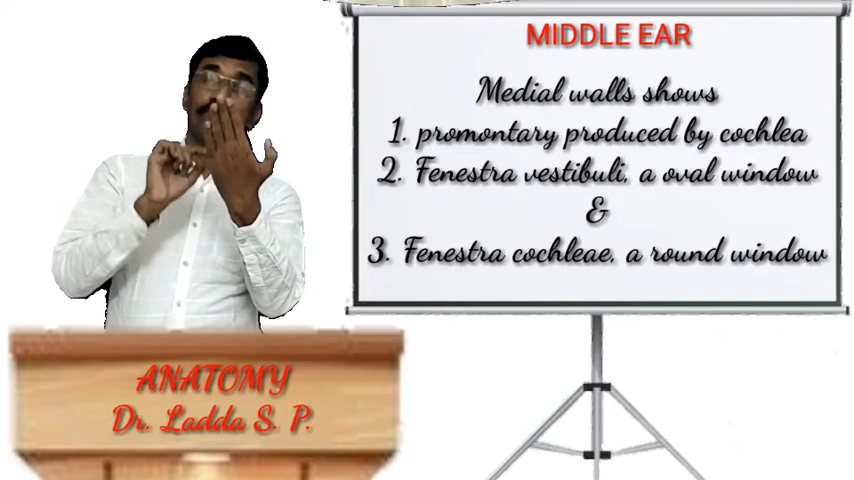 MIDDLE EAR
Medial walls shows
1. promontary produced by cochlea
2. Fenestra vestibuli, a oval window
&
3. Fenestra cochleae, a round window
ANATOMY
Dr. Ladda S. P.